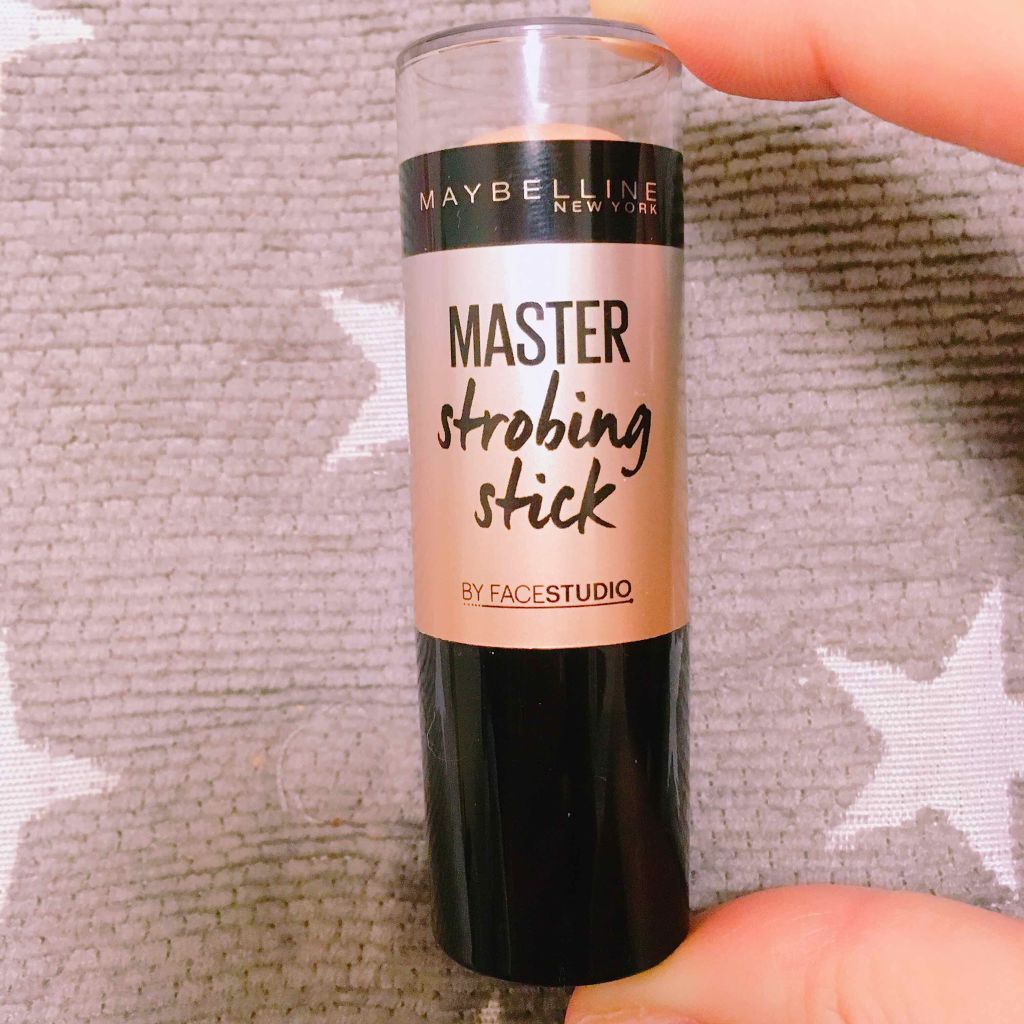 MAYBELLINE
NEW YORK
MASTER
strobing
stick
BY FACESTUDIO